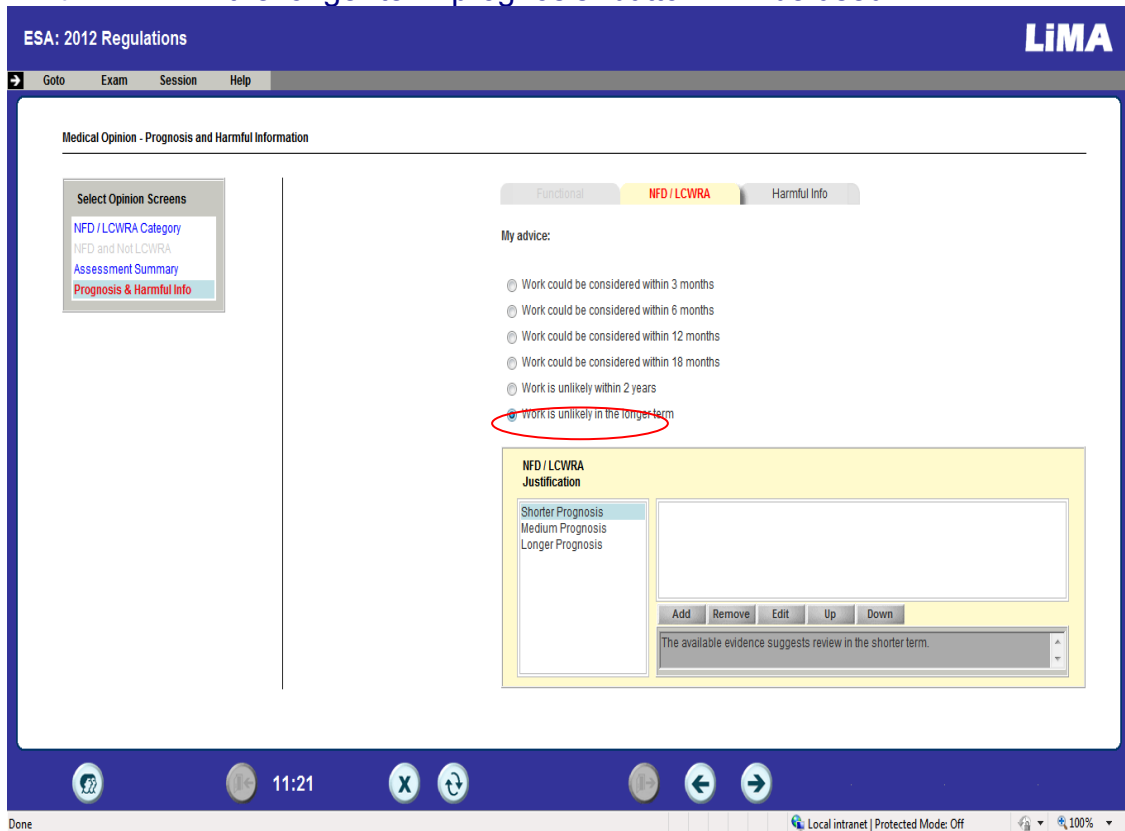 ESA: 2012 Regulations
LiMA
Goto Exam Session Help
Medical Opinion - Prognosis and Harmful Information
Select Opinion Screens
NFD / LCWRA Category
NFD and Not LCWRA
Assessment Summary
Prognosis & Harmful Info
Functional NFD / LCWRA Harmful Info
My advice:
Work could be considered within 3 months
Work could be considered within 6 months
Work could be considered within 12 months
Work could be considered within 18 months
Work is unlikely within 2 years
Work is unlikely in the longer term
NFD / LCWRA
Justification
Shorter Prognosis
Medium Prognosis
Longer Prognosis
Add Remove Edit Up Down
The available evidence suggests review in the shorter term.
11:21
X
Done
Local intranet | Protected Mode: Off
100%